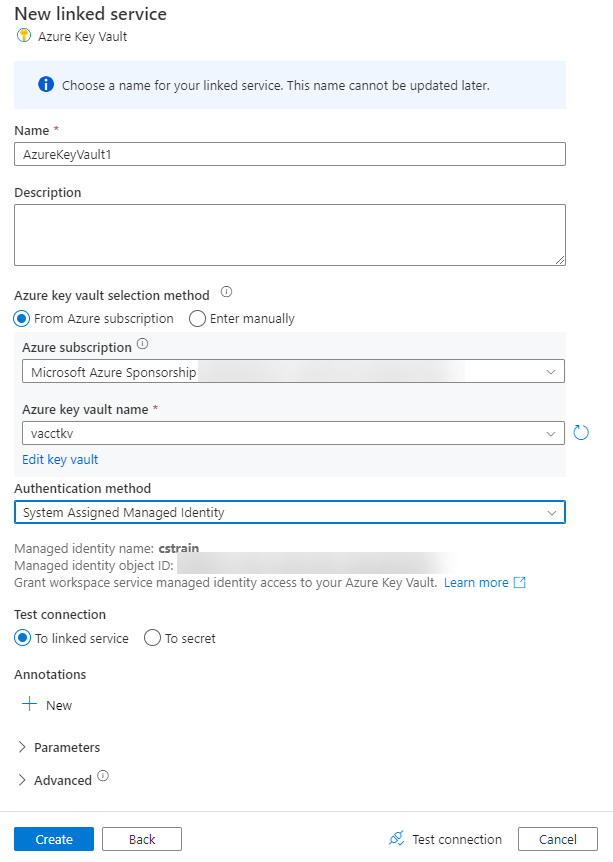 New linked service
Azure Key Vault
Choose a name for your linked service. This name cannot be updated later.
Name *
AzureKeyVault1
Description
Azure key vault selection method
From Azure subscription Enter manually
Azure subscription
Microsoft Azure Sponsorship
Azure key vault name *
vacctkv
Edit key vault
Authentication method
System Assigned Managed Identity
Managed identity name: cstrain
Managed identity object ID:
Grant workspace service managed identity access to your Azure Key Vault. Learn more
Test connection
To linked service To secret
Annotations
New
Parameters
Advanced
Create Back Test connection Cancel